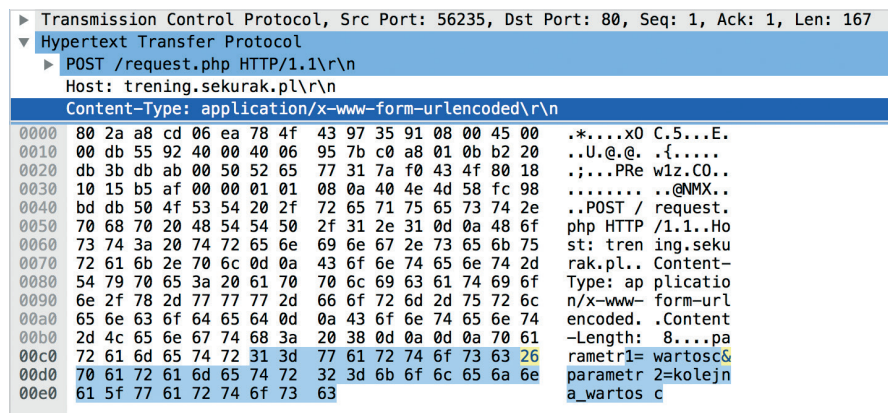 ▶ Transmission Control Protocol, Src Port: 56235, Dst Port: 80, Seq: 1, Ack: 1, Len: 167
▼ Hypertext Transfer Protocol
▶ POST /request.php HTTP/1.1\r\n
Host: trening.sekurak.pl\r\n
Content-Type: application/x-www-form-urlencoded\r\n
0000 80 2a a8 cd 06 ea 78 4f 43 97 35 91 08 00 45 00 .*....xO C.5...E.
0010 00 db 55 92 40 00 40 06 95 7b c0 a8 01 0b b2 20 ..U.@.@. .{.....
0020 db 3b db ab 00 50 52 65 77 31 7a f0 43 4f 80 18 .;...PRe w1z.CO..
0030 10 15 b5 af 00 00 01 01 08 0a 40 4e 4d 58 fc 98 ........ ..@NMX..
0040 bd db 50 4f 53 54 20 2f 72 65 71 75 65 73 74 2e ..POST / request.
0050 70 68 70 20 48 54 54 50 2f 31 2e 31 0d 0a 48 6f php HTTP /1.1..Ho
0060 73 74 3a 20 74 72 65 6e 69 6e 67 2e 73 65 6b 75 st: tren ing.seku
0070 72 61 6b 2e 70 6c 0d 0a 43 6f 6e 74 65 6e 74 2d rak.pl.. Content-
0080 54 79 70 65 3a 20 61 70 70 6c 69 63 61 74 69 6f Type: ap plicatio
0090 6e 2f 78 2d 77 77 77 2d 66 6f 72 6d 2d 75 72 6c n/x-www- form-url
00a0 65 6e 63 6f 64 65 64 0d 0a 43 6f 6e 74 65 6e 74 encoded. .Content
00b0 2d 4c 65 6e 67 74 68 3a 20 38 0d 0a 0d 0a 70 61 -Length: 8....pa
00c0 72 61 6d 65 74 72 31 3d 77 61 72 74 6f 73 63 26 rametr1= wartosc&
00d0 70 61 72 61 6d 65 74 72 32 3d 6b 6f 6c 65 6a 6e parametr 2=kolejn
00e0 61 5f 77 61 72 74 6f 73 63 a_wartos c